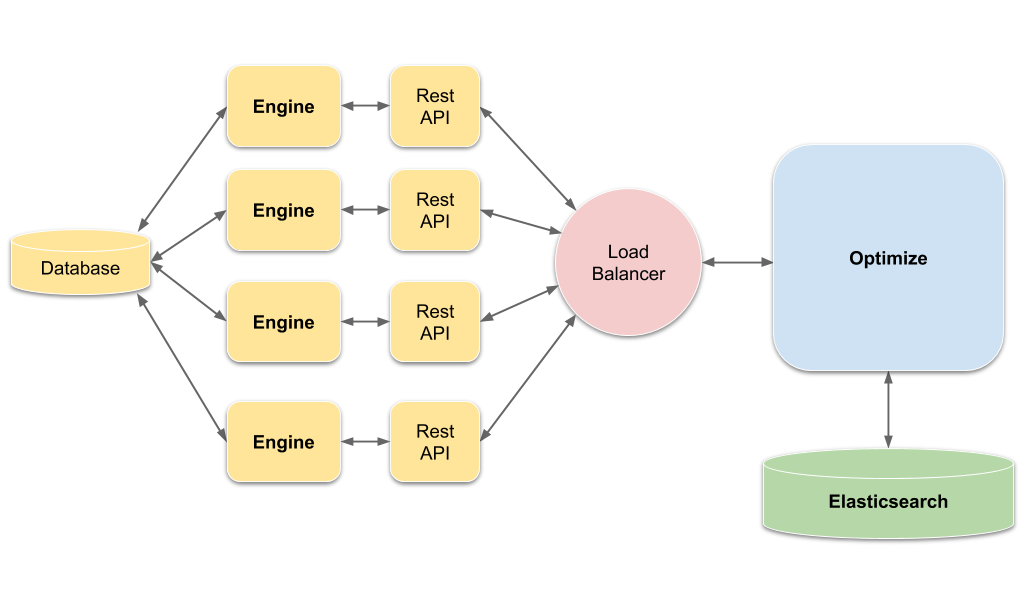 Engine
Rest
API
Engine
Rest
API
Database
Load
Balancer
Optimize
Engine
Rest
API
Engine
Rest
API
Elasticsearch